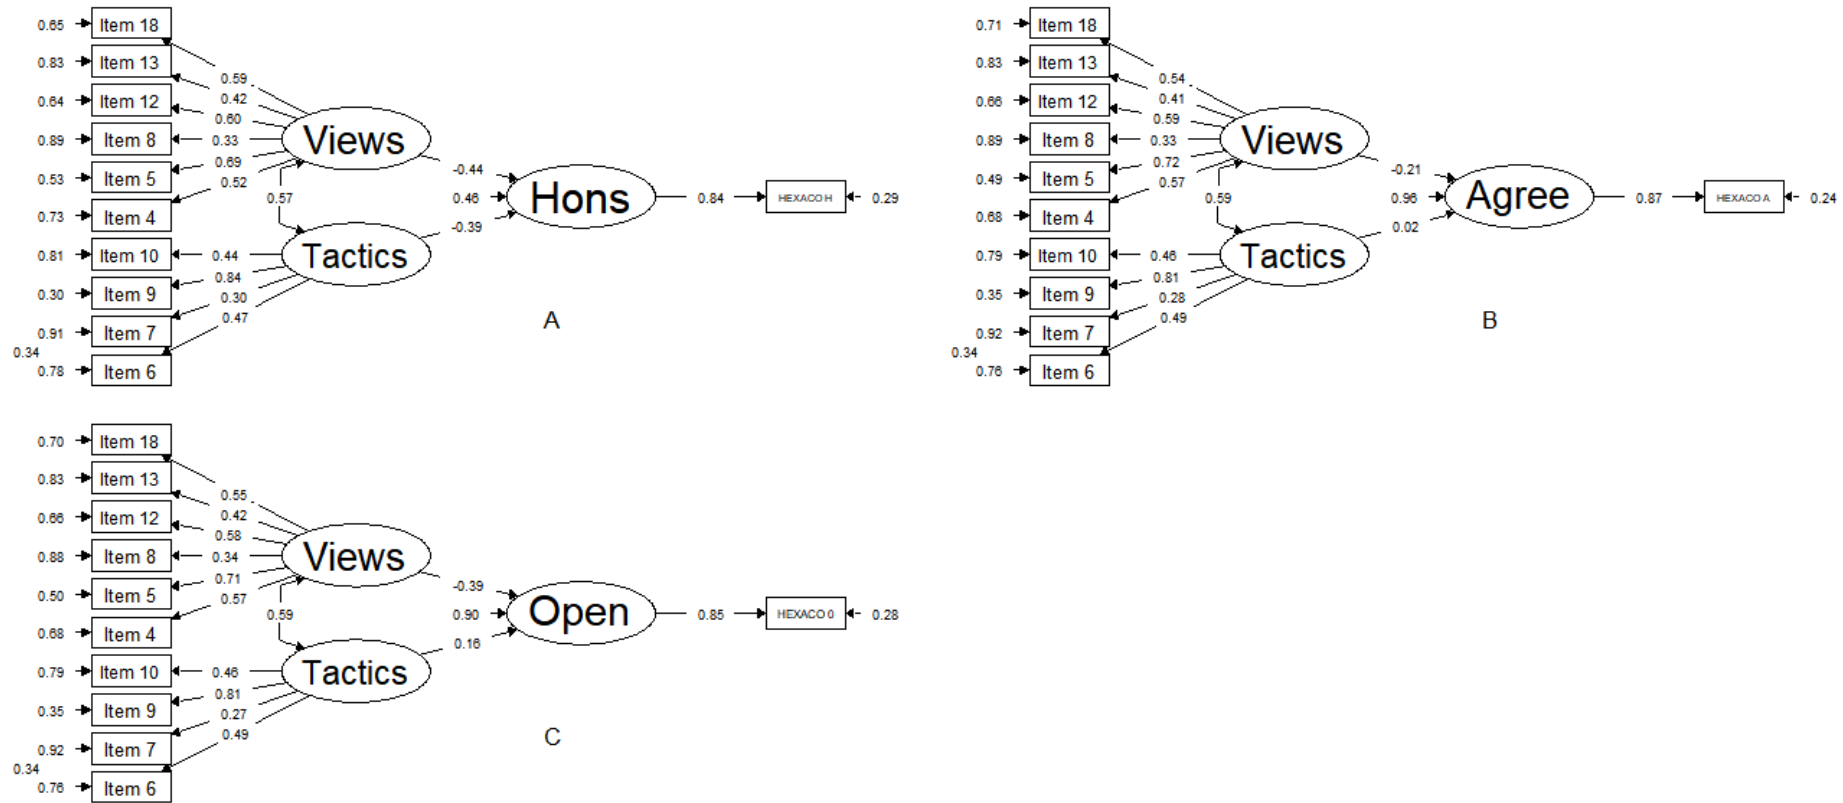 0.65 Item 18
0.83 Item 13
0.59
0.64 Item 12
0.42
0.60
0.89 Item 8
0.33
Views
0.69
0.53 Item 5
0.52
-0.44
0.57
0.46
Hons
0.84
HEXACO H
0.29
0.73 Item 4
-0.39
0.81 Item 10
0.44
Tactics
0.84
0.30 Item 9
0.30
0.47
0.91 Item 7
0.34
0.78 Item 6
A
0.71 Item 18
0.83 Item 13
0.54
0.66 Item 12
0.41
0.59
0.89 Item 8
0.33
Views
0.72
0.49 Item 5
0.57
-0.21
0.59
0.96
Agree
0.87
HEXACO A
0.24
0.68 Item 4
0.02
0.79 Item 10
0.46
Tactics
0.81
0.35 Item 9
0.28
0.49
0.92 Item 7
0.34
0.76 Item 6
B
0.70 Item 18
0.83 Item 13
0.55
0.66 Item 12
0.42
0.58
0.88 Item 8
0.34
Views
0.71
0.50 Item 5
0.57
-0.39
0.59
0.90
Open
0.85
HEXACO 0
0.28
0.68 Item 4
0.16
0.79 Item 10
0.46
Tactics
0.81
0.35 Item 9
0.27
0.49
0.92 Item 7
0.34
0.76 Item 6
C